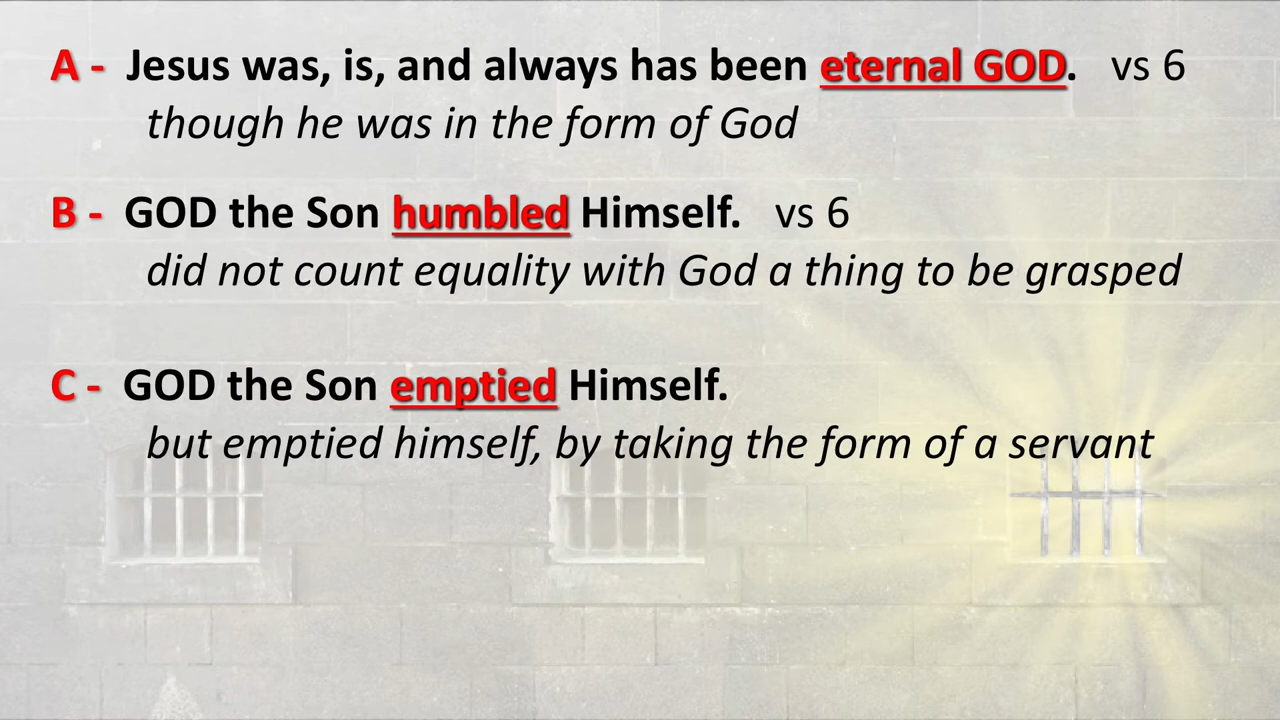 A - Jesus was, is, and always has been eternal GOD. vs 6
though he was in the form of God
B - GOD the Son humbled Himself. vs 6
did not count equality with God a thing to be grasped
C - GOD the Son emptied Himself.
but emptied himself, by taking the form of a servant